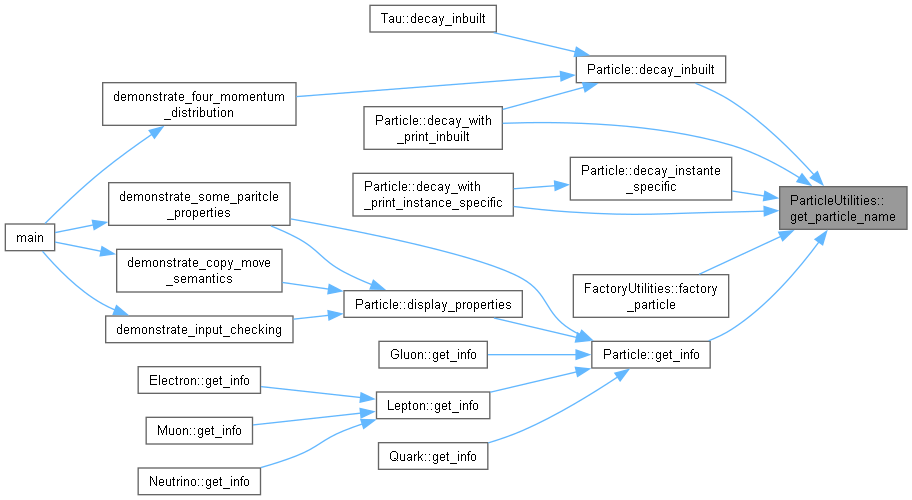 Tau::decay_inbuilt
Particle::decay_inbuilt
demonstrate_four_momentum
_distribution
Particle::decay_with
_print_inbuilt
Particle::decay_instante
_specific
Particle::decay_with
_print_instance_specific
demonstrate_some_paritcle
_properties
ParticleUtilities::
get_particle_name
main
demonstrate_copy_move
_semantics
FactoryUtilities::factory
_particle
Particle::display_properties
demonstrate_input_checking
Gluon::get_info
Particle::get_info
Electron::get_info
Lepton::get_info
Muon::get_info
Quark::get_info
Neutrino::get_info